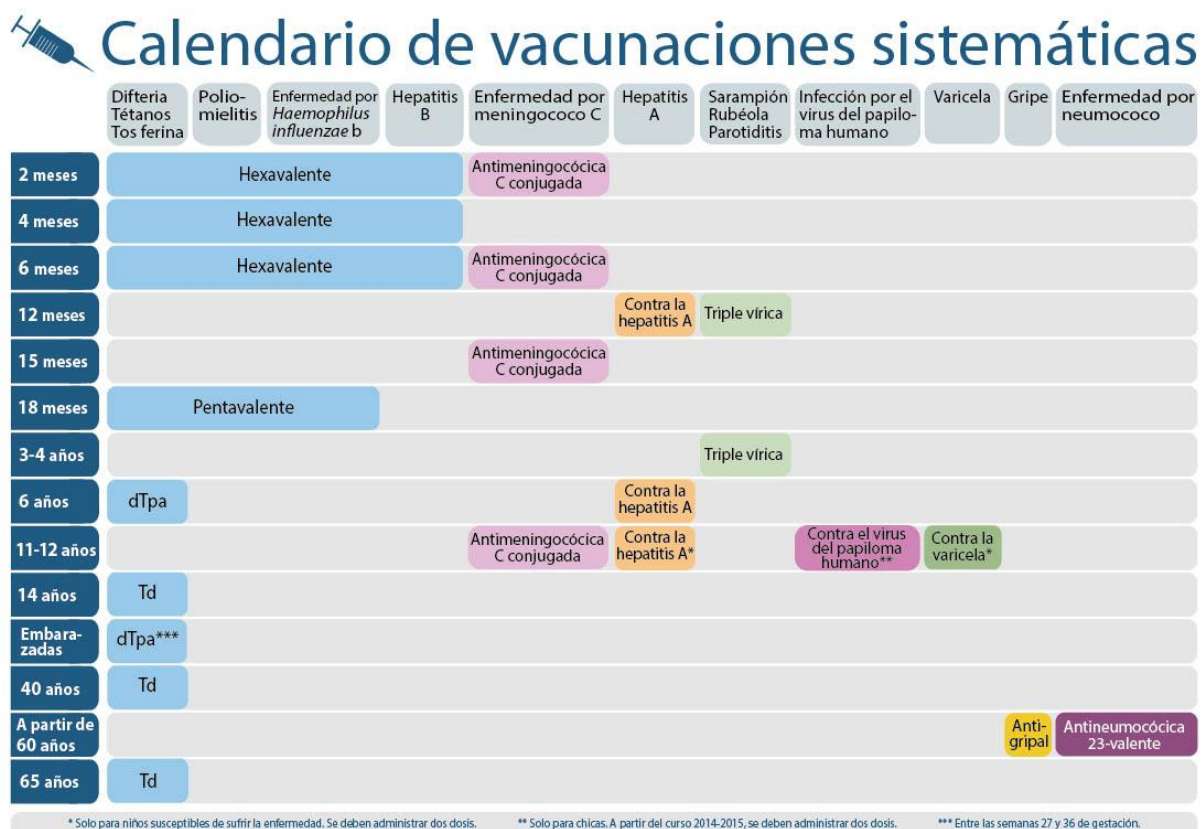 Calendario de vacunaciones sistemáticas
Difteria
Tétanos
Tos ferina
Polio-
mielitis
Enfermedad por
Haemophilus
influenzae b
Hepatitis
B
Enfermedad por
meningococo C
Hepatitis
A
Sarampión
Rubéola
Parotiditis
Infección por el
virus del papilo-
ma humano
Varicela
Gripe
Enfermedad por
neumococo
2 meses
Hexavalente
Antimeningocócica
C conjugada
4 meses
Hexavalente
6 meses
Hexavalente
Antimeningocócica
C conjugada
12 meses
Contra la
hepatitis A
Triple vírica
15 meses
Antimeningocócica
C conjugada
18 meses
Pentavalente
3-4 años
Triple vírica
6 años
dTpa
Contra la
hepatitis A
11-12 años
Antimeningocócica
C conjugada
Contra la
hepatitis A*
Contra el virus
del papiloma
humano**
Contra la
varicela*
14 años
Td
Embara-
zadas
dTpa***
40 años
Td
A partir de
60 años
Anti-
gripal
Antineumocócica
23-valente
65 años
Td
* Solo para niños susceptibles de sufrir la enfermedad. Se deben administrar dos dosis.
** Solo para chicas. A partir del curso 2014-2015, se deben administrar dos dosis.
*** Entre las semanas 27 y 36 de gestación.